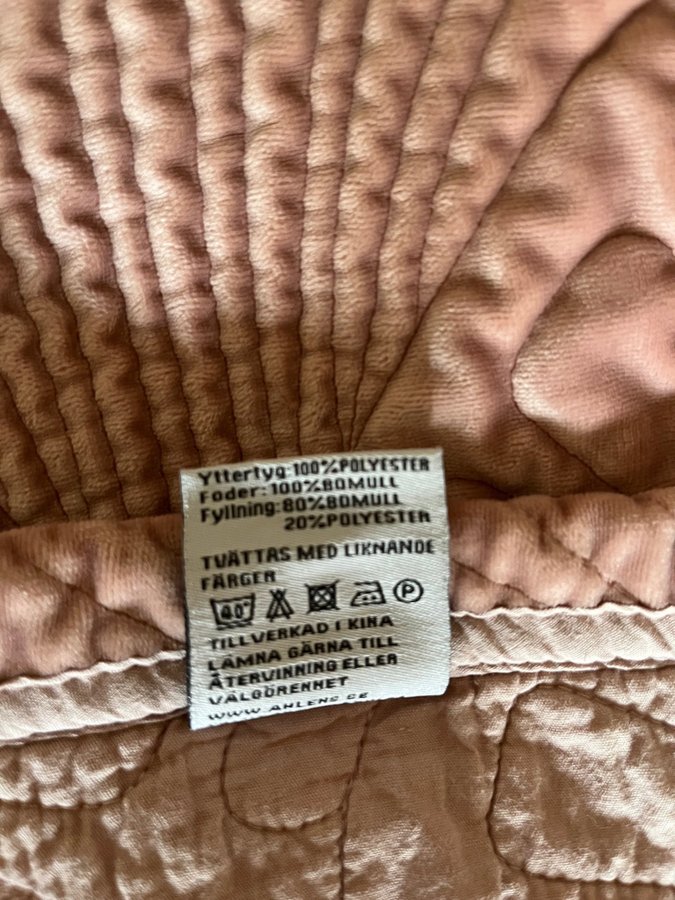 Yttertyg:100%POLYESTER
Foder:100%BOMULL
Fyllning:80%BOMULL
20%POLYESTER
TVÄTTAS MED LIKNANDE
FÄRGER
40° P
TILLVERKAD I KINA
LÄMNA GÄRNA TILL
ÅTERVINNING ELLER
VÄLGÖRENHET
WWW.AHLENS.SE